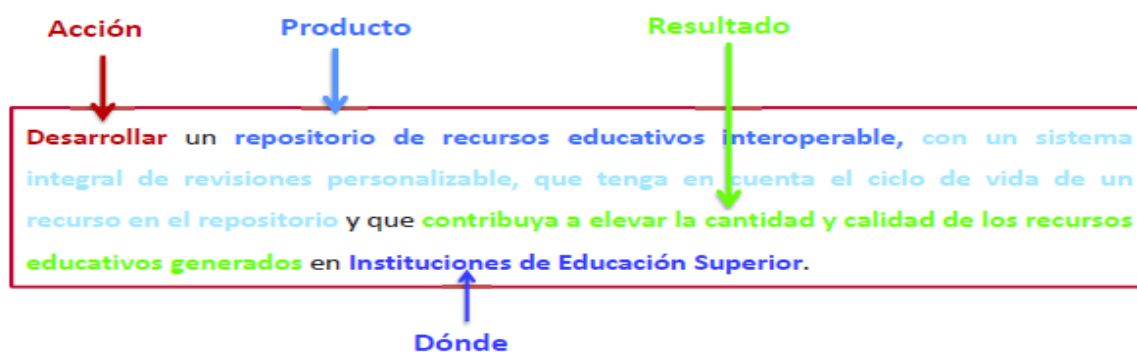 Acción Producto Resultado
Desarrollar un repositorio de recursos educativos interoperable, con un sistema
integral de revisiones personalizable, que tenga en cuenta el ciclo de vida de un
recurso en el repositorio y que contribuya a elevar la cantidad y calidad de los recursos
educativos generados en Instituciones de Educación Superior.
Dónde